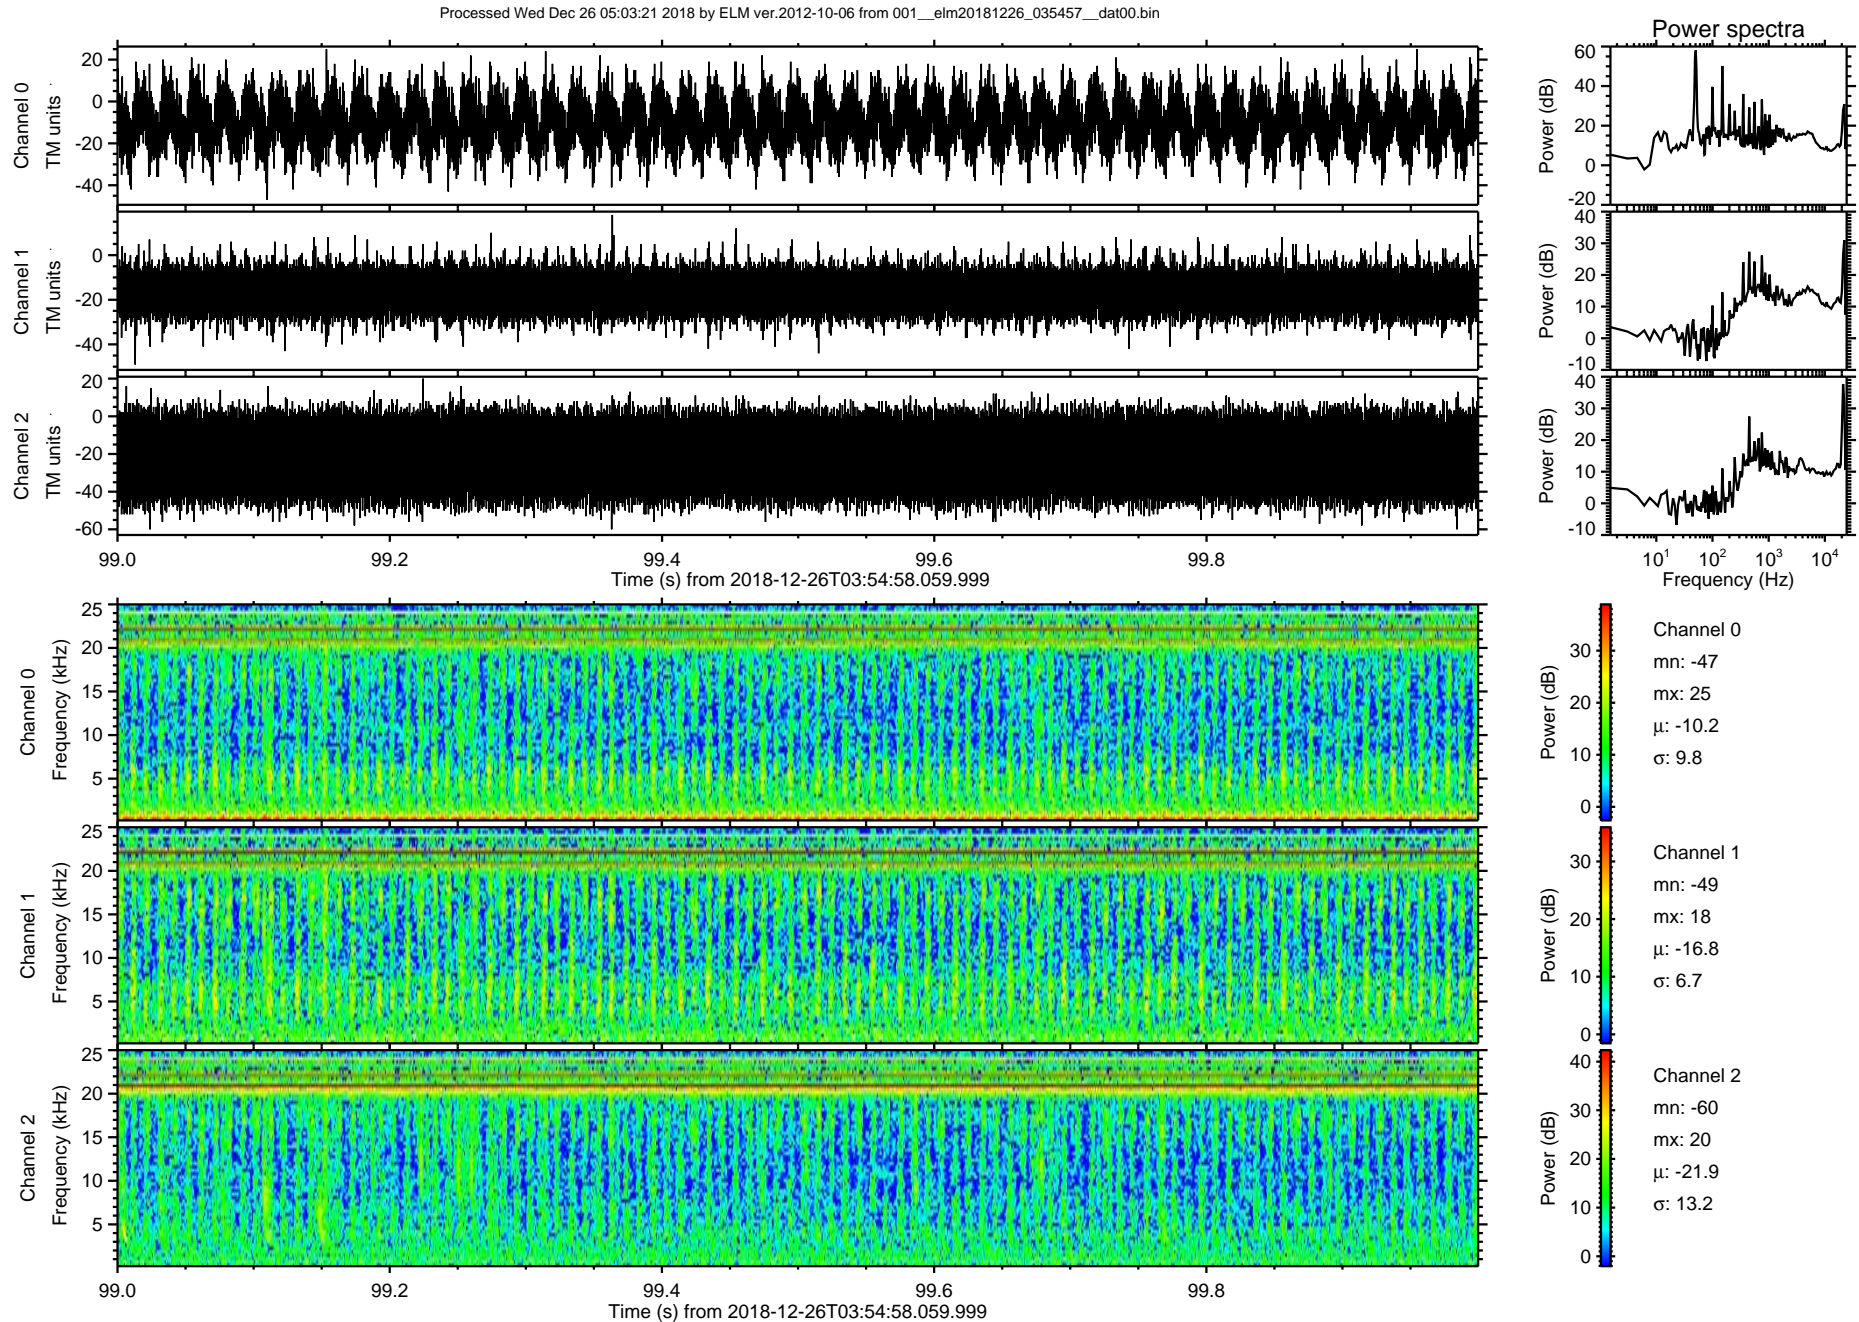 Processed Wed Dec 26 05:03:21 2018 by ELM ver.2012-10-06 from 001__elm20181226_035457__dat00.bin
Power spectra
Channel 0
TM units
20
0
-20
-40
Power (dB)
60
40
20
0
-20
Channel 1
TM units
0
-20
-40
Power (dB)
40
30
20
10
0
-10
Channel 2
TM units
20
0
-20
-40
-60
Power (dB)
40
30
20
10
0
-10
99.0 99.2 99.4 99.6 99.8
Time (s) from 2018-12-26T03:54:58.059.999
10¹ 10² 10³ 10⁴
Frequency (Hz)
Channel 0
Frequency (kHz)
25
20
15
10
5
Power (dB)
30
20
10
0
Channel 0
mn: -47
mx: 25
μ: -10.2
σ: 9.8
Channel 1
Frequency (kHz)
25
20
15
10
5
Power (dB)
30
20
10
0
Channel 1
mn: -49
mx: 18
μ: -16.8
σ: 6.7
Channel 2
Frequency (kHz)
25
20
15
10
5
Power (dB)
40
30
20
10
0
Channel 2
mn: -60
mx: 20
μ: -21.9
σ: 13.2
99.0 99.2 99.4 99.6 99.8
Time (s) from 2018-12-26T03:54:58.059.999